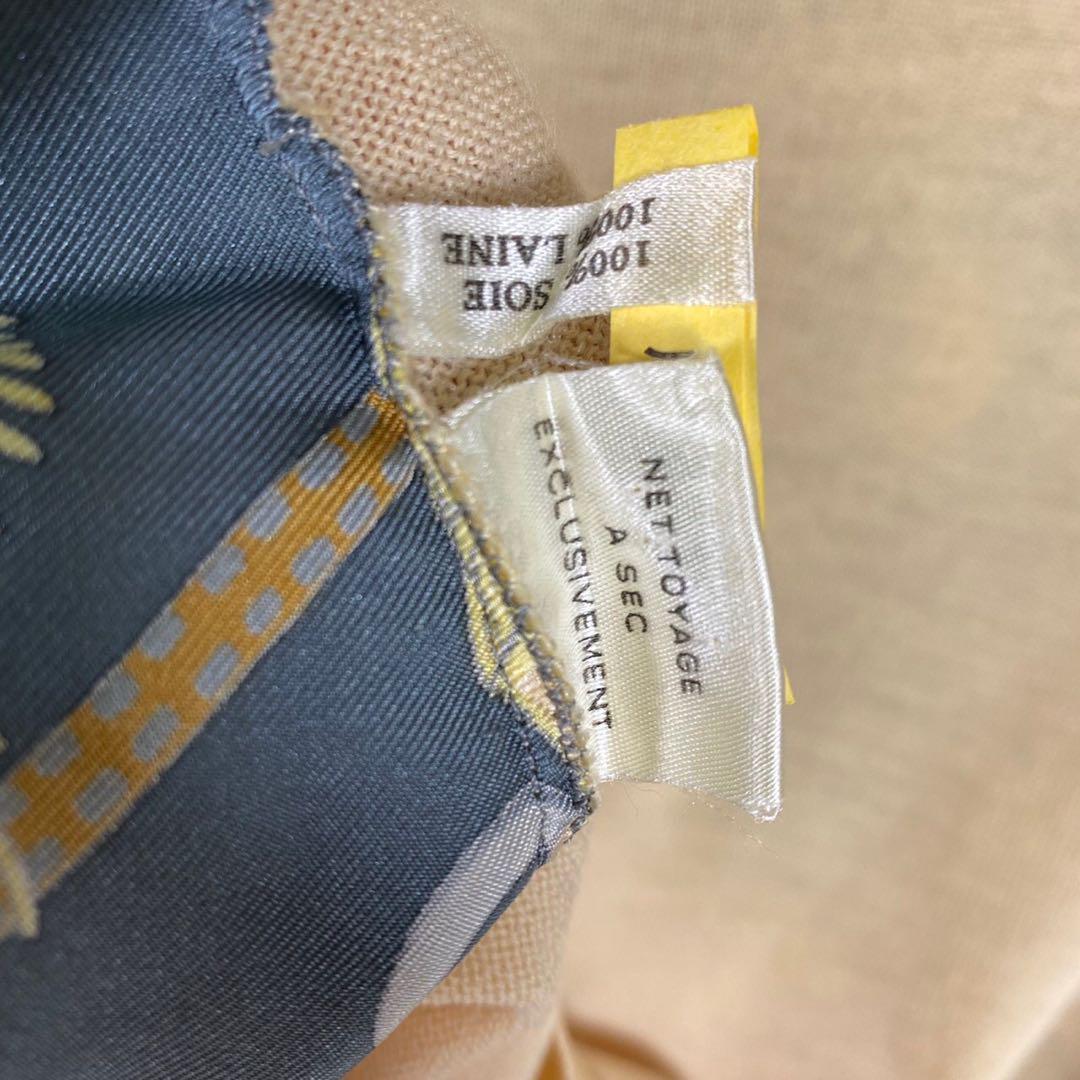 100% SOIE
100% LAINE
NETTOYAGE
A SEC
EXCLUSIVEMENT